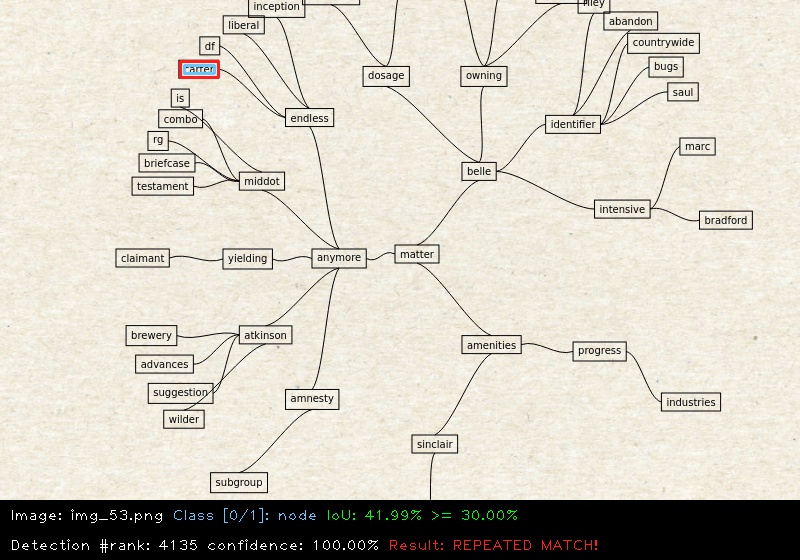 inception
liberal
df
carter
is
combo
rg
briefcase
testament
middot
endless
dosage
owning
riley
abandon
countrywide
bugs
saul
identifier
marc
belle
intensive
bradford
claimant
yielding
anymore
matter
brewery
atkinson
advances
suggestion
wilder
amnesty
subgroup
amenities
progress
industries
sinclair
Image: img_53.png Class [0/1]: node IoU: 41.99% >= 30.00%
Detection #rank: 4135 confidence: 100.00% Result: REPEATED MATCH!